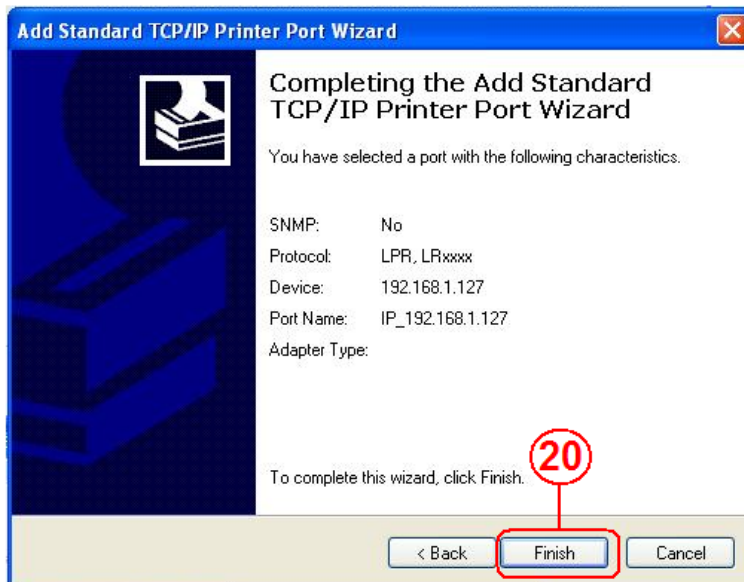 Add Standard TCP/IP Printer Port Wizard
Completing the Add Standard
TCP/IP Printer Port Wizard
You have selected a port with the following characteristics.
SNMP: No
Protocol: LPR, LRxxxx
Device: 192.168.1.127
Port Name: IP_192.168.1.127
Adapter Type:
20
To complete this wizard, click Finish.
< Back Finish Cancel